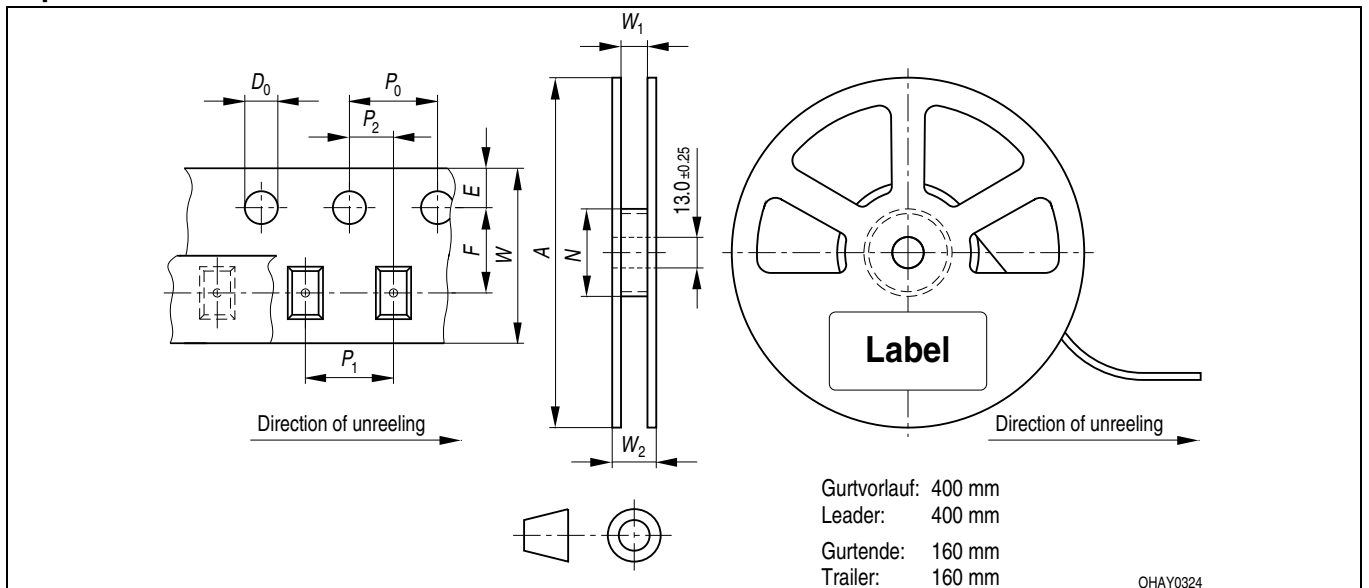 W1
D0
P0
P2
E
F
W
A
N
13.0 ±0.25
P1
W2
Label
Direction of unreeling
Direction of unreeling
Gurtvorlauf: 400 mm
Leader: 400 mm
Gurtende: 160 mm
Trailer: 160 mm
OHAY0324